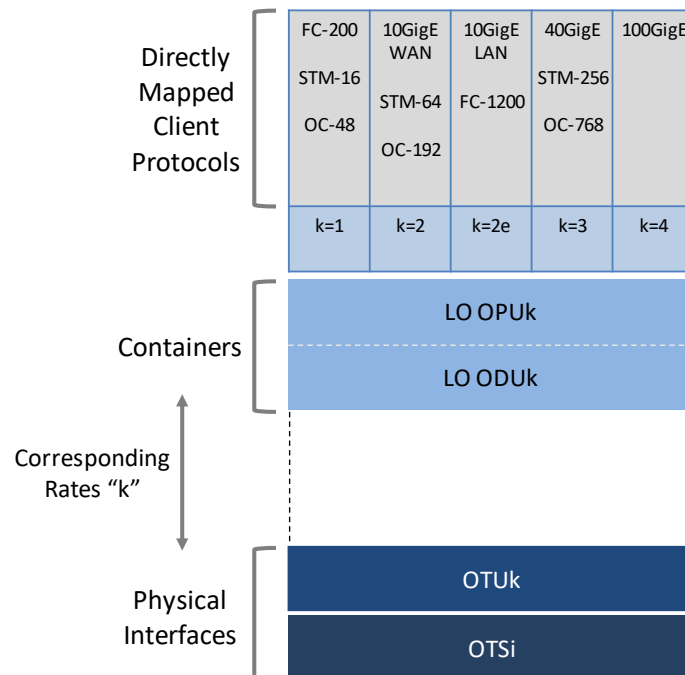 Directly
Mapped
Client
Protocols
FC-200
STM-16
OC-48
10GigE
WAN
STM-64
OC-192
10GigE
LAN
FC-1200
40GigE
STM-256
OC-768
100GigE
k=1
k=2
k=2e
k=3
k=4
Containers
LO OPUk
LO ODUk
Corresponding
Rates “k”
Physical
Interfaces
OTUk
OTSi